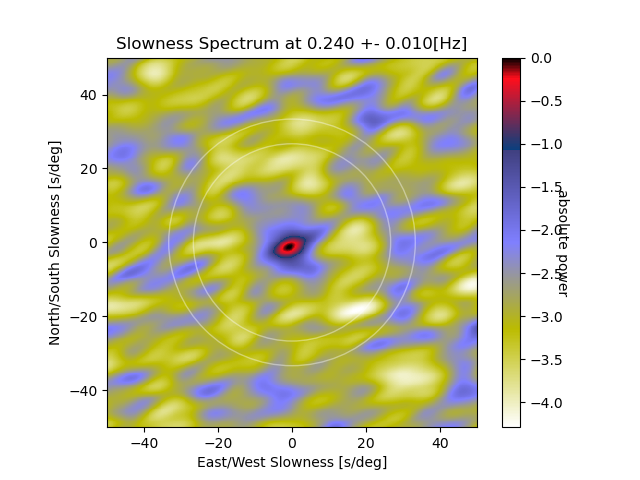 Slowness Spectrum at 0.240 +- 0.010[Hz]
North/South Slowness [s/deg]
40
20
0
−20
−40
−40 −20 0 20 40
East/West Slowness [s/deg]
0.0
−0.5
−1.0
−1.5
−2.0
−2.5
−3.0
−3.5
−4.0
absolute power